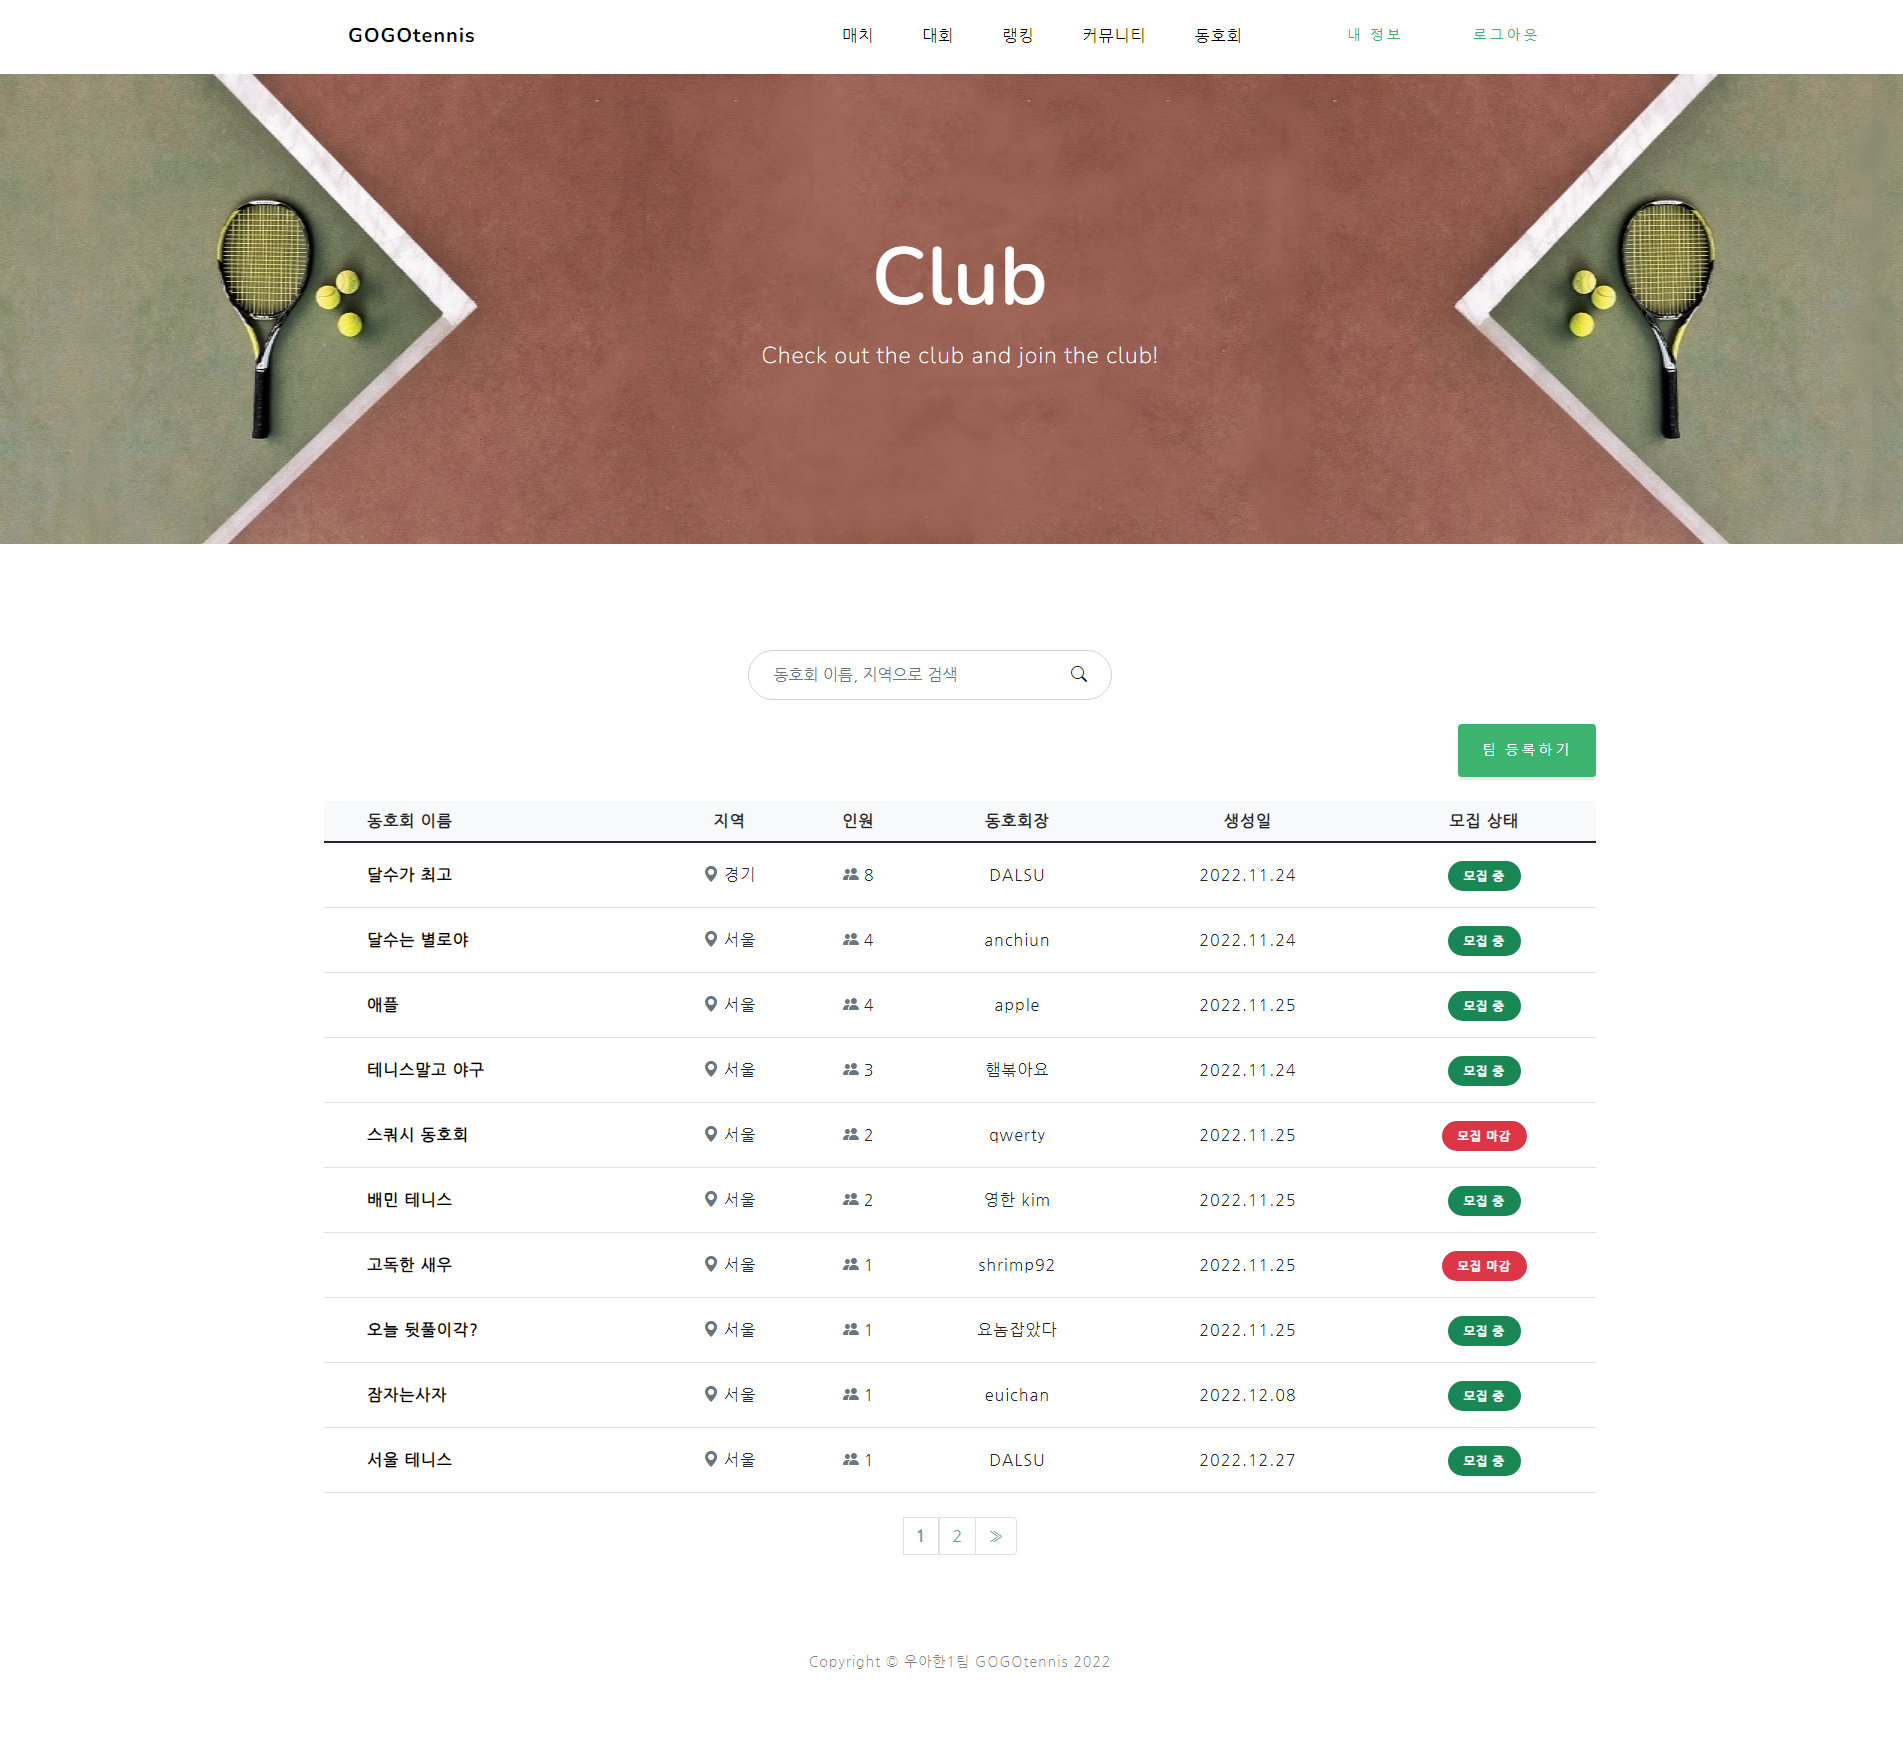 GOGOtennis 매치 대회 랭킹 커뮤니티 동호회 내 정보 로그아웃
Club
Check out the club and join the club!
동호회 이름, 지역으로 검색
팀 등록하기
동호회 이름 지역 인원 동호회장 생성일 모집 상태
달수가 최고 경기 8 DALSU 2022.11.24 모집 중
달수는 별로야 서울 4 anchiun 2022.11.24 모집 중
애플 서울 4 apple 2022.11.25 모집 중
테니스말고 야구 서울 3 햄볶아요 2022.11.24 모집 중
스쿼시 동호회 서울 2 qwerty 2022.11.25 모집 마감
배민 테니스 서울 2 영한 kim 2022.11.25 모집 중
고독한 새우 서울 1 shrimp92 2022.11.25 모집 마감
오늘 뒷풀이각? 서울 1 요놈잡았다 2022.11.25 모집 중
잠자는사자 서울 1 euichan 2022.12.08 모집 중
서울 테니스 서울 1 DALSU 2022.12.27 모집 중
1 2 »
Copyright © 우아한1팀 GOGOtennis 2022